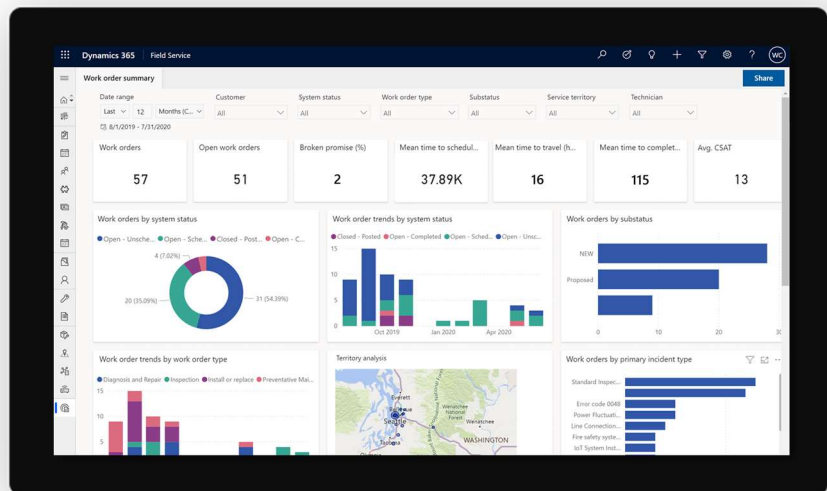 Dynamics 365 Field Service
WC
Work order summary
Share
Date range
Customer
System status
Work order type
Substatus
Service territory
Technician
Last 12 Months (C...
All
All
All
All
All
All
8/1/2019 - 7/31/2020
Work orders
57
Open work orders
51
Broken promise (%)
2
Mean time to schedul...
37.89K
Mean time to travel (h...
16
Mean time to complet...
115
Avg. CSAT
13
Work orders by system status
Open - Unsche... Open - Sche... Closed - Post... Open - C...
4 (7.02%)
20 (35.09%)
31 (54.39%)
Work order trends by system status
Closed - Posted Open - Completed Open - Sched... Open - Unsc...
15
10
5
0
Oct 2019 Jan 2020 Apr 2020
Work orders by substatus
NEW
Proposed
0 10 20 30
Work order trends by work order type
Diagnosis and Repair Inspection Install or replace Preventative Mai...
15
10
5
Territory analysis
Everett
Bellevue
Seattle
Tacoma
Wenatchee
National
Forest
Wenatchee
WASHINGTON
Work orders by primary incident type
Standard Inspec...
Error code 0048
Power Fluctuati...
Line Connection...
Fire safety syste...
IoT System Inst...